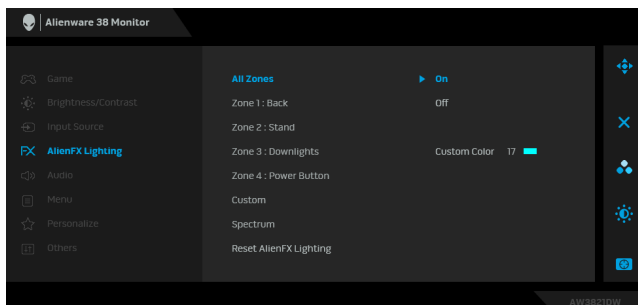 Alienware 38 Monitor
Game
Brightness/Contrast
Input Source
FX AlienFX Lighting
Audio
Menu
Personalize
Others
All Zones On
Zone 1 : Back Off
Zone 2 : Stand
Zone 3 : Downlights Custom Color 17
Zone 4 : Power Button
Custom
Spectrum
Reset AlienFX Lighting
AW3821DW